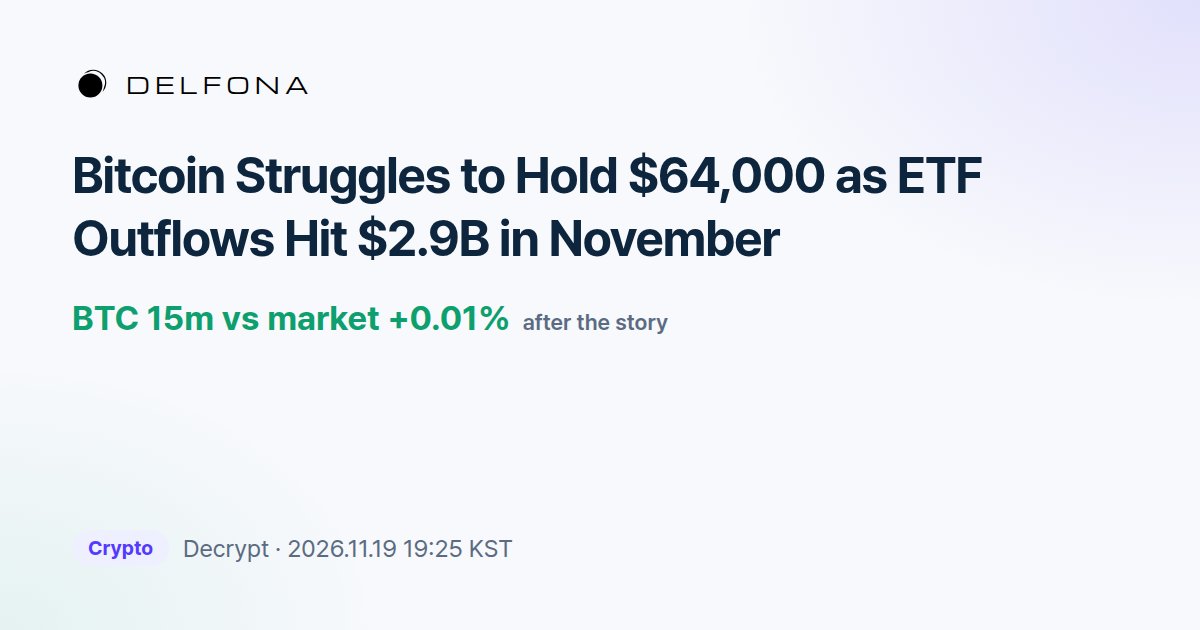 DELFONA
Bitcoin Struggles to Hold $64,000 as ETF
Outflows Hit $2.9B in November
BTC 15m vs market +0.01% after the story
Crypto Decrypt · 2026.11.19 19:25 KST